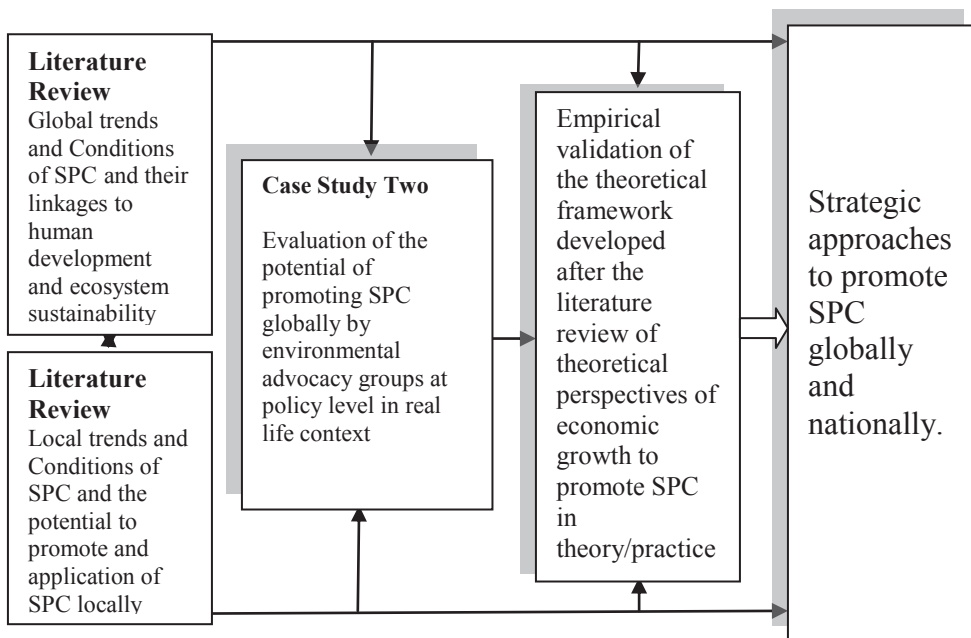 Literature
Review
Global trends
and Conditions
of SPC and their
linkages to
human
development
and ecosystem
sustainability
Literature
Review
Local trends and
Conditions of
SPC and the
potential to
promote and
application of
SPC locally
Case Study Two
Evaluation of the
potential of
promoting SPC
globally by
environmental
advocacy groups at
policy level in real
life context
Empirical
validation of
the theoretical
framework
developed
after the
literature
review of
theoretical
perspectives of
economic
growth to
promote SPC
in
theory/practice
Strategic
approaches
to promote
SPC
globally
and
nationally.